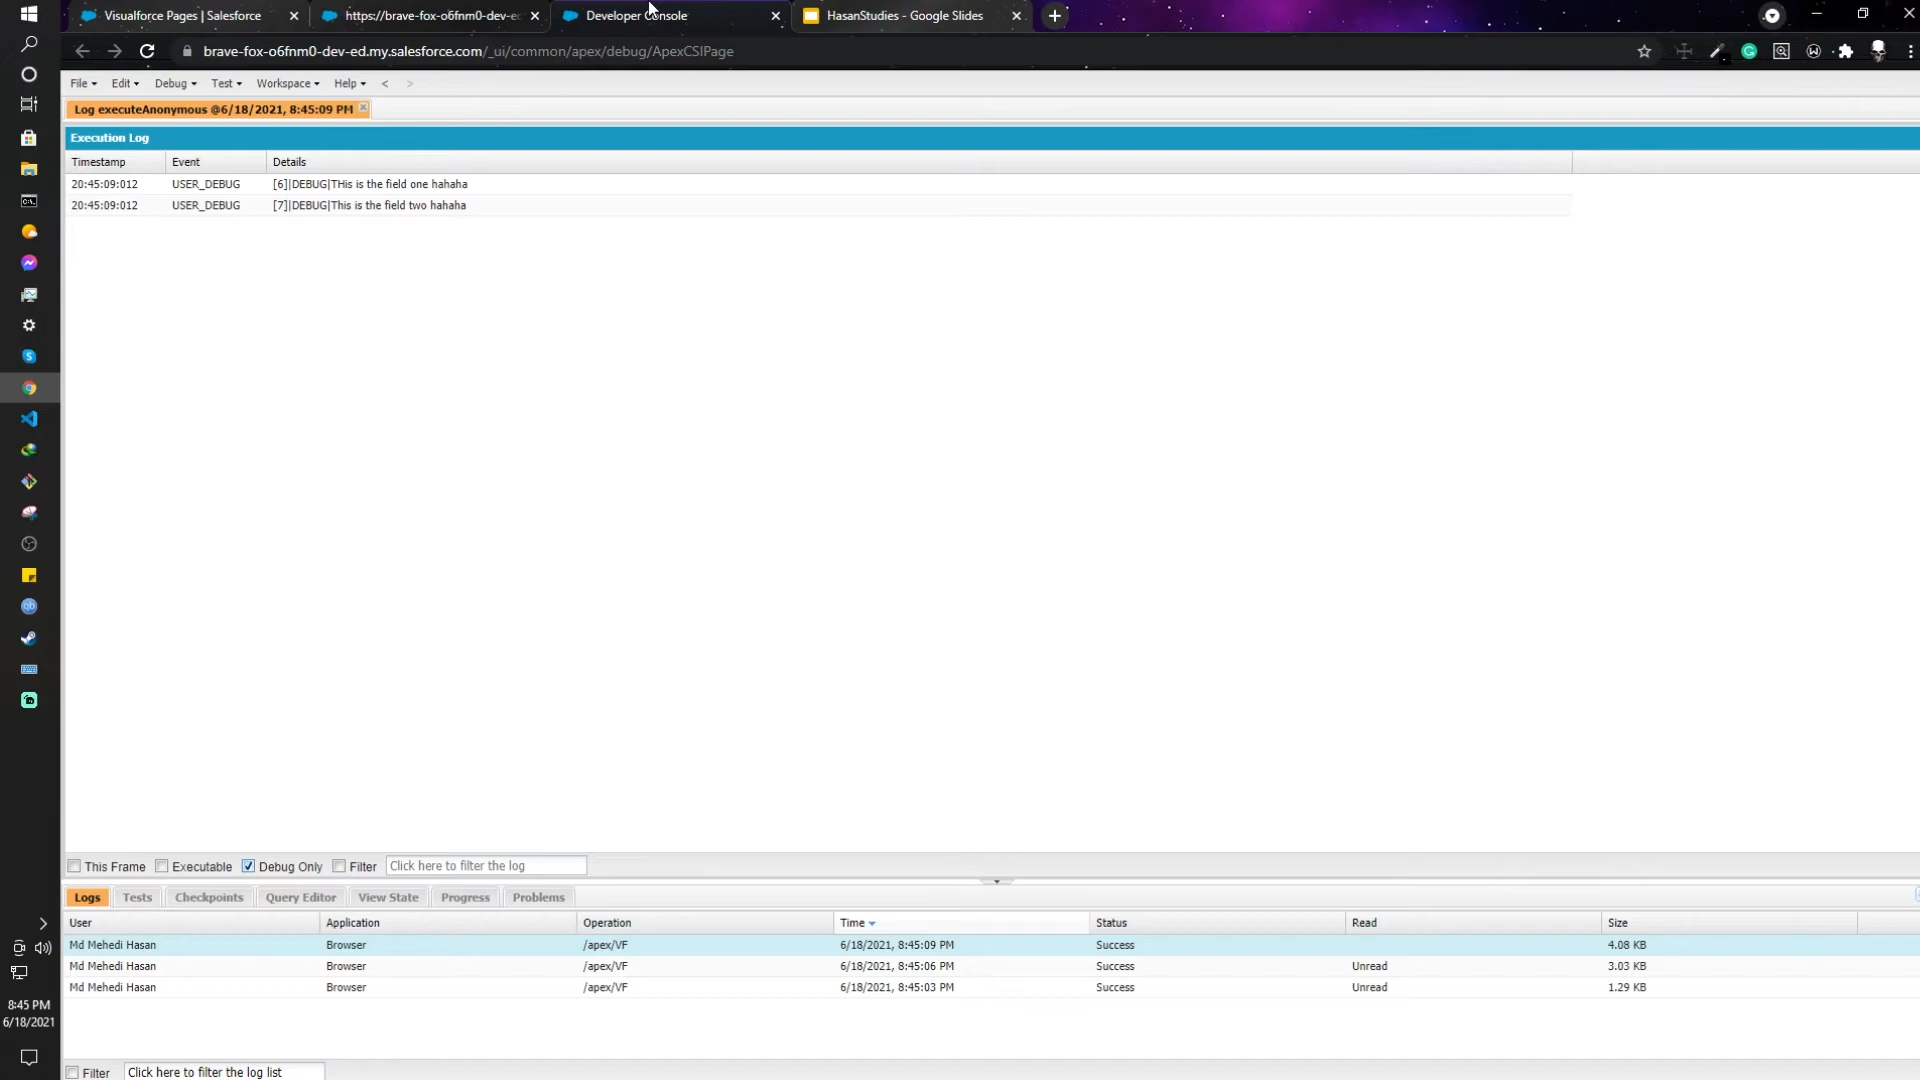 Visualforce Pages | Salesforce
https://brave-fox-o6fnm0-dev-ed
Developer Console
HasanStudies - Google Slides
brave-fox-o6fnm0-dev-ed.my.salesforce.com/_ui/common/apex/debug/ApexCSIPage
File Edit Debug Test Workspace Help < >
Log executeAnonymous @6/18/2021, 8:45:09 PM
Execution Log
Timestamp Event Details
20:45:09:012 USER_DEBUG [6]|DEBUG|THis is the field one hahaha
20:45:09:012 USER_DEBUG [7]|DEBUG|This is the field two hahaha
This Frame Executable Debug Only Filter Click here to filter the log
Logs Tests Checkpoints Query Editor View State Progress Problems
User Application Operation Time Status Read Size
Md Mehedi Hasan Browser /apex/VF 6/18/2021, 8:45:09 PM Success 4.08 KB
Md Mehedi Hasan Browser /apex/VF 6/18/2021, 8:45:06 PM Success Unread 3.03 KB
Md Mehedi Hasan Browser /apex/VF 6/18/2021, 8:45:03 PM Success Unread 1.29 KB
Filter Click here to filter the log list
8:45 PM
6/18/2021